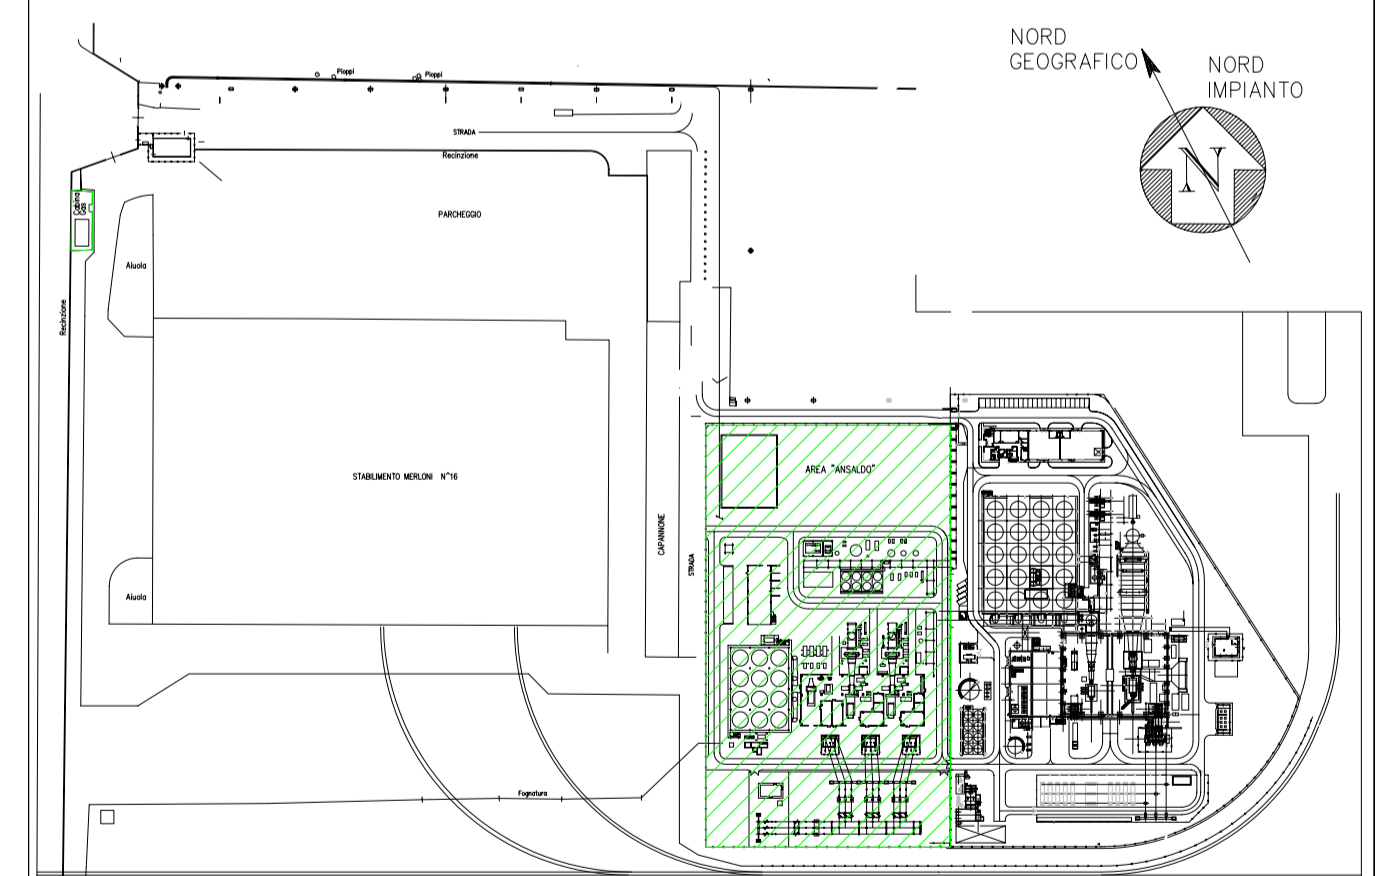 NORD
GEOGRAFICO
NORD
IMPIANTO
N
Pioppi
Pioppi
STRADA
Recinzione
Cabina
Gas
PARCHEGGIO
Aiuola
Recinzione
AREA "ANSALDO"
STABILIMENTO MERLONI N^16
CAPANNONE
STRADA
Aiuola
Fognatura